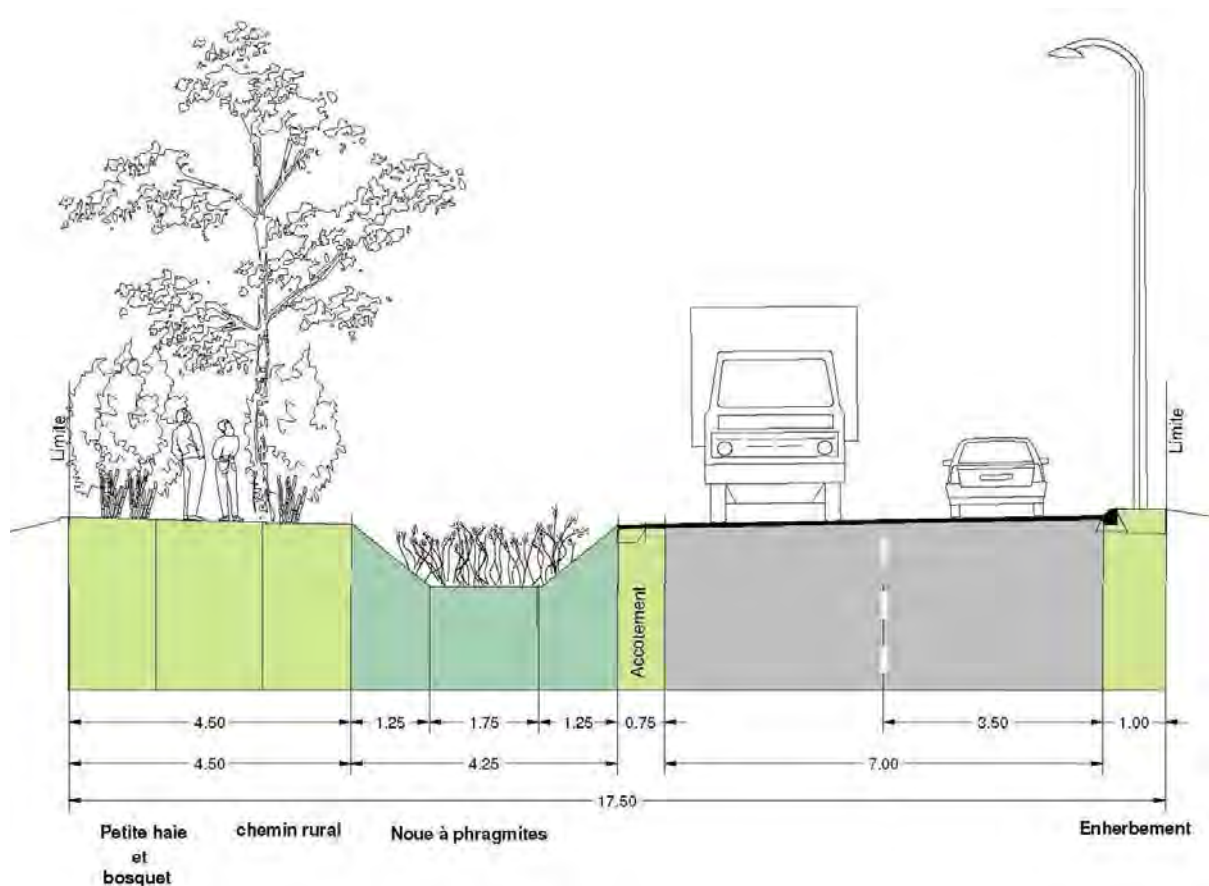 Limite
Limite
Accotement
4.50 1.25 1.75 1.25 0.75 3.50 1.00
4.50 4.25 7.00
17.50
Petite haie
et
bosquet
chemin rural
Noue à phragmites
Enherbement